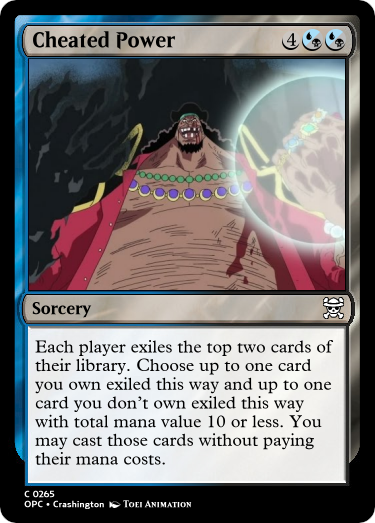 Cheated Power 4
Sorcery
Each player exiles the top two cards of
their library. Choose up to one card
you own exiled this way and up to one
card you don't own exiled this way
with total mana value 10 or less. You
may cast those cards without paying
their mana costs.
C 0265
OPC • Crashington Toei Animation